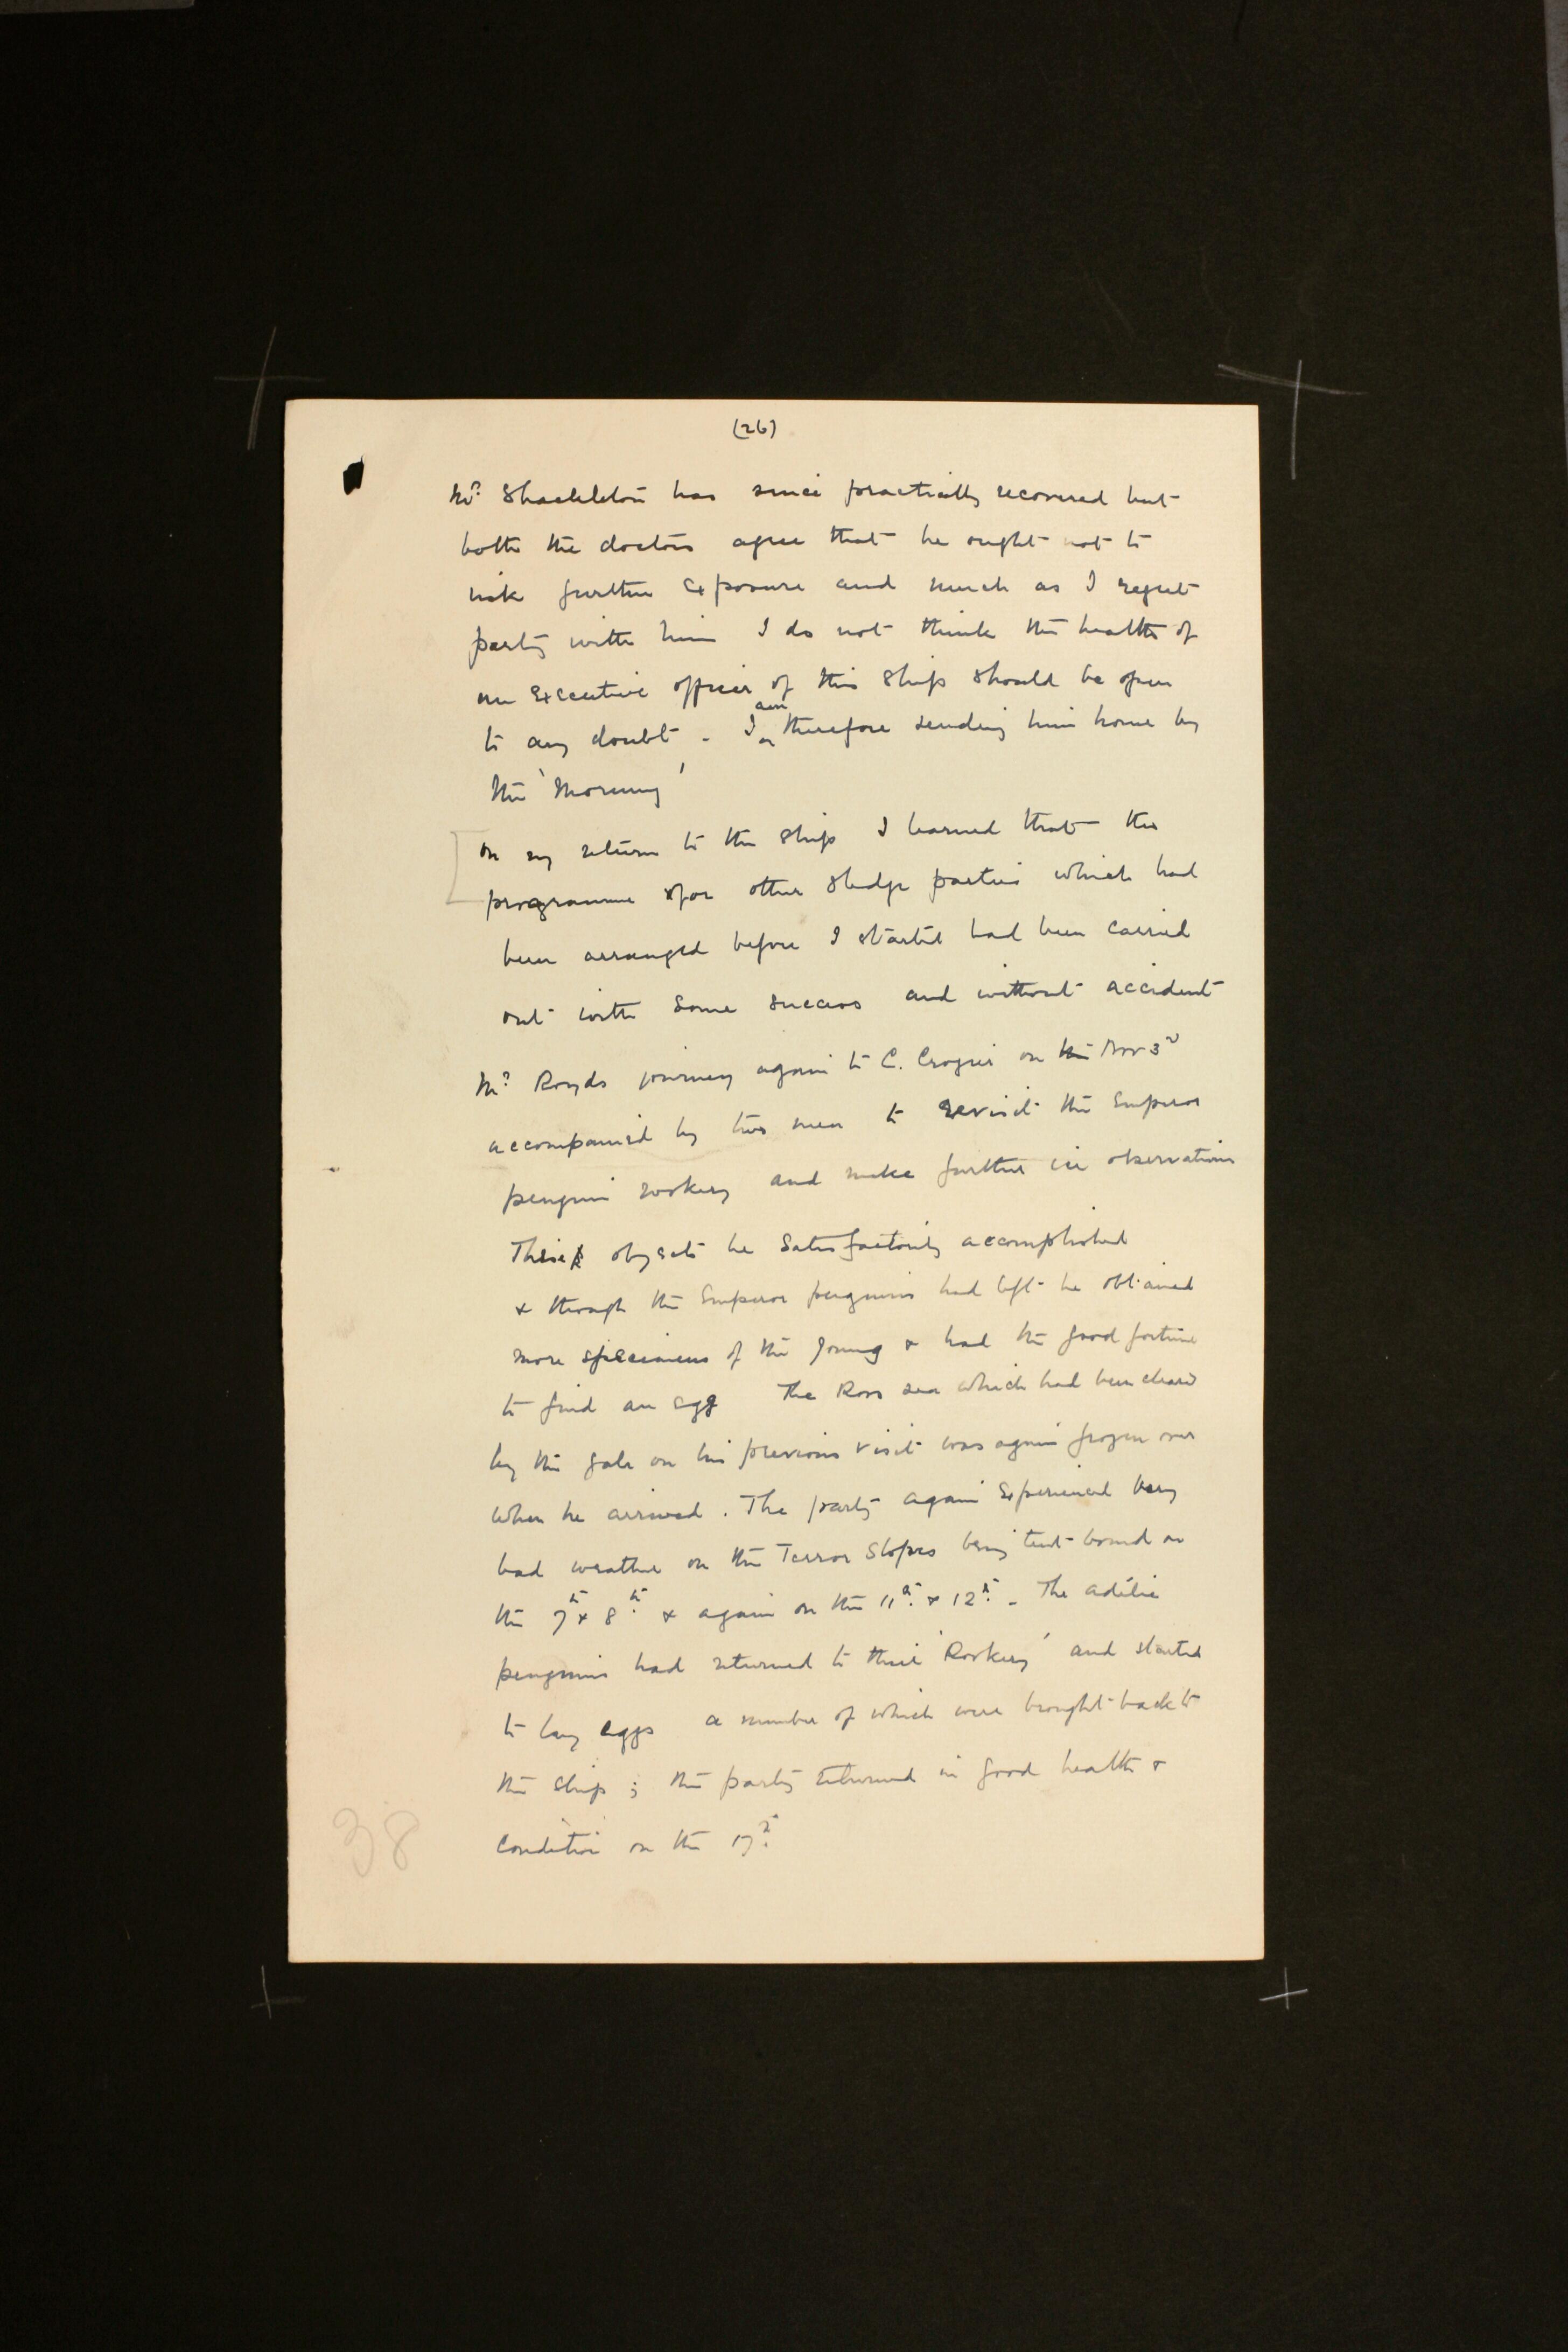 (26)
Mr Shackleton has since practically recovered but
both the doctors agree that he ought not to
risk further exposure and much as I regret
parting with him I do not think the health of
an executive officer of this ship should be open
to any doubt - I am therefore sending him home by
the 'Morning'
On my return to the ship I learned that the
programme for other sledge parties which had
been arranged before I started had been carried
out with some success and without accident
Mr Royds journey again to C. Crozier on the Nov 3rd
accompanied by two men to revisit the Emperor
penguin rookery and make further ice observations
These objects he satisfactorily accomplished
& though the Emperor penguins had left he obtained
more specimens of the young & had the good fortune
to find an egg The Ross sea which had been cleared
by the gale on his previous visit was again frozen over
when he arrived. The party again experienced very
bad weather on the Terror Slopes being tent-bound on
the 7th & 8th & again on the 11th & 12th - The adélie
penguins had returned to their 'Rookery' and started
to lay eggs a number of which were brought back to
the ship; the party returned in good health &
condition on the 17th
38